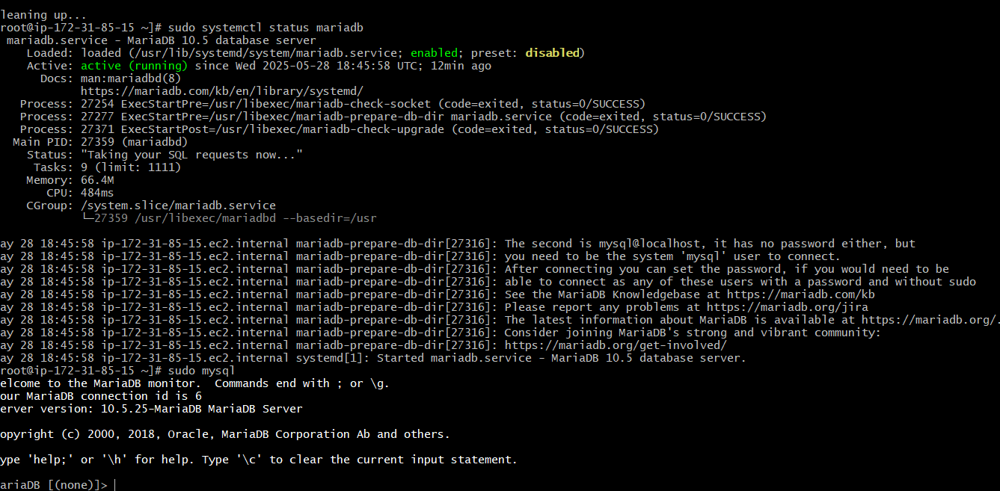 leaning up...
root@ip-172-31-85-15 ~]# sudo systemctl status mariadb
mariadb.service - MariaDB 10.5 database server
Loaded: loaded (/usr/lib/systemd/system/mariadb.service; enabled; preset: disabled)
Active: active (running) since Wed 2025-05-28 18:45:58 UTC; 12min ago
Docs: man:mariadbd(8)
https://mariadb.com/kb/en/library/systemd/
Process: 27254 ExecStartPre=/usr/libexec/mariadb-check-socket (code=exited, status=0/SUCCESS)
Process: 27277 ExecStartPre=/usr/libexec/mariadb-prepare-db-dir mariadb.service (code=exited, status=0/SUCCESS)
Process: 27371 ExecStartPost=/usr/libexec/mariadb-check-upgrade (code=exited, status=0/SUCCESS)
Main PID: 27359 (mariadbd)
Status: "Taking your SQL requests now..."
Tasks: 9 (limit: 1111)
Memory: 66.4M
CPU: 484ms
CGroup: /system.slice/mariadb.service
└─27359 /usr/libexec/mariadbd --basedir=/usr
ay 28 18:45:58 ip-172-31-85-15.ec2.internal mariadb-prepare-db-dir[27316]: The second is mysql@localhost, it has no password either, but
ay 28 18:45:58 ip-172-31-85-15.ec2.internal mariadb-prepare-db-dir[27316]: you need to be the system 'mysql' user to connect.
ay 28 18:45:58 ip-172-31-85-15.ec2.internal mariadb-prepare-db-dir[27316]: After connecting you can set the password, if you would need to be
ay 28 18:45:58 ip-172-31-85-15.ec2.internal mariadb-prepare-db-dir[27316]: able to connect as any of these users with a password and without sudo
ay 28 18:45:58 ip-172-31-85-15.ec2.internal mariadb-prepare-db-dir[27316]: See the MariaDB Knowledgebase at https://mariadb.com/kb
ay 28 18:45:58 ip-172-31-85-15.ec2.internal mariadb-prepare-db-dir[27316]: Please report any problems at https://mariadb.org/jira
ay 28 18:45:58 ip-172-31-85-15.ec2.internal mariadb-prepare-db-dir[27316]: The latest information about MariaDB is available at https://mariadb.org/.
ay 28 18:45:58 ip-172-31-85-15.ec2.internal mariadb-prepare-db-dir[27316]: Consider joining MariaDB's strong and vibrant community:
ay 28 18:45:58 ip-172-31-85-15.ec2.internal mariadb-prepare-db-dir[27316]: https://mariadb.org/get-involved/
ay 28 18:45:58 ip-172-31-85-15.ec2.internal systemd[1]: Started mariadb.service - MariaDB 10.5 database server.
root@ip-172-31-85-15 ~]# sudo mysql
elcome to the MariaDB monitor.  Commands end with ; or \g.
our MariaDB connection id is 6
erver version: 10.5.25-MariaDB MariaDB Server
opyright (c) 2000, 2018, Oracle, MariaDB Corporation Ab and others.
ype 'help;' or '\h' for help. Type '\c' to clear the current input statement.
ariaDB [(none)]>